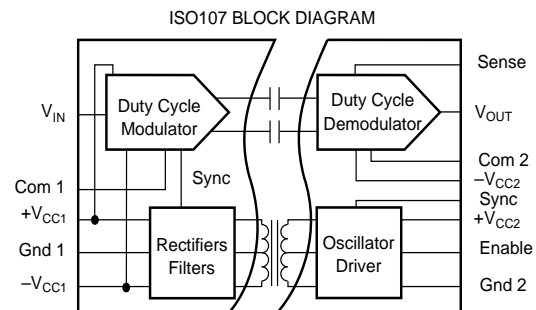 ISO107 BLOCK DIAGRAM
Sense
Duty Cycle
Modulator
Duty Cycle
Demodulator
VIN
VOUT
Com 2
–VCC2
Com 1
Sync
Sync
+VCC1
+VCC2
Gnd 1
Rectifiers
Filters
Oscillator
Driver
Enable
–VCC1
Gnd 2